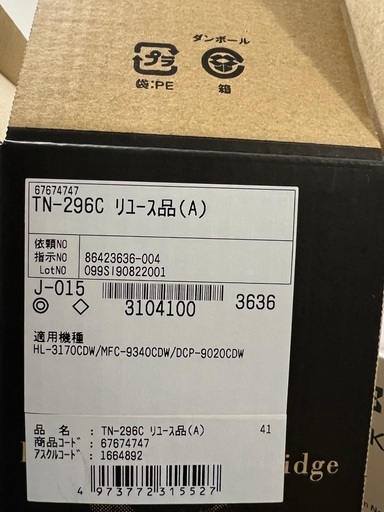 ダンボール
プラ
袋:PE
箱
67674747
TN-296C リユース品(A)
依頼NO
指示NO 86423636-004
LotNO 099SI90822001
J-015
◎ ◇ 3104100 3636
適用機種
HL-3170CDW/MFC-9340CDW/DCP-9020CDW
品 名 : TN-296C リユース品(A) 41
商品コード : 67674747
アスクルコード : 1664892
4 973772 315527
idge
K